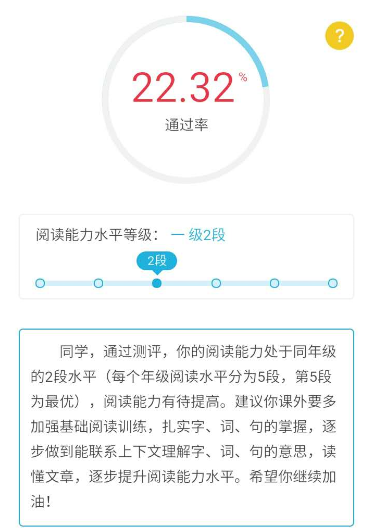 ?
22.32%
通过率
阅读能力水平等级： 一级2段
2段
同学，通过测评，你的阅读能力处于同年级
的2段水平（每个年级阅读水平分为5段，第5段
为最优），阅读能力有待提高。建议你课外要多
加强基础阅读训练，扎实字、词、句的掌握，逐
步做到能联系上下文理解字、词、句的意思，读
懂文章，逐步提升阅读能力水平。希望你继续加
油！